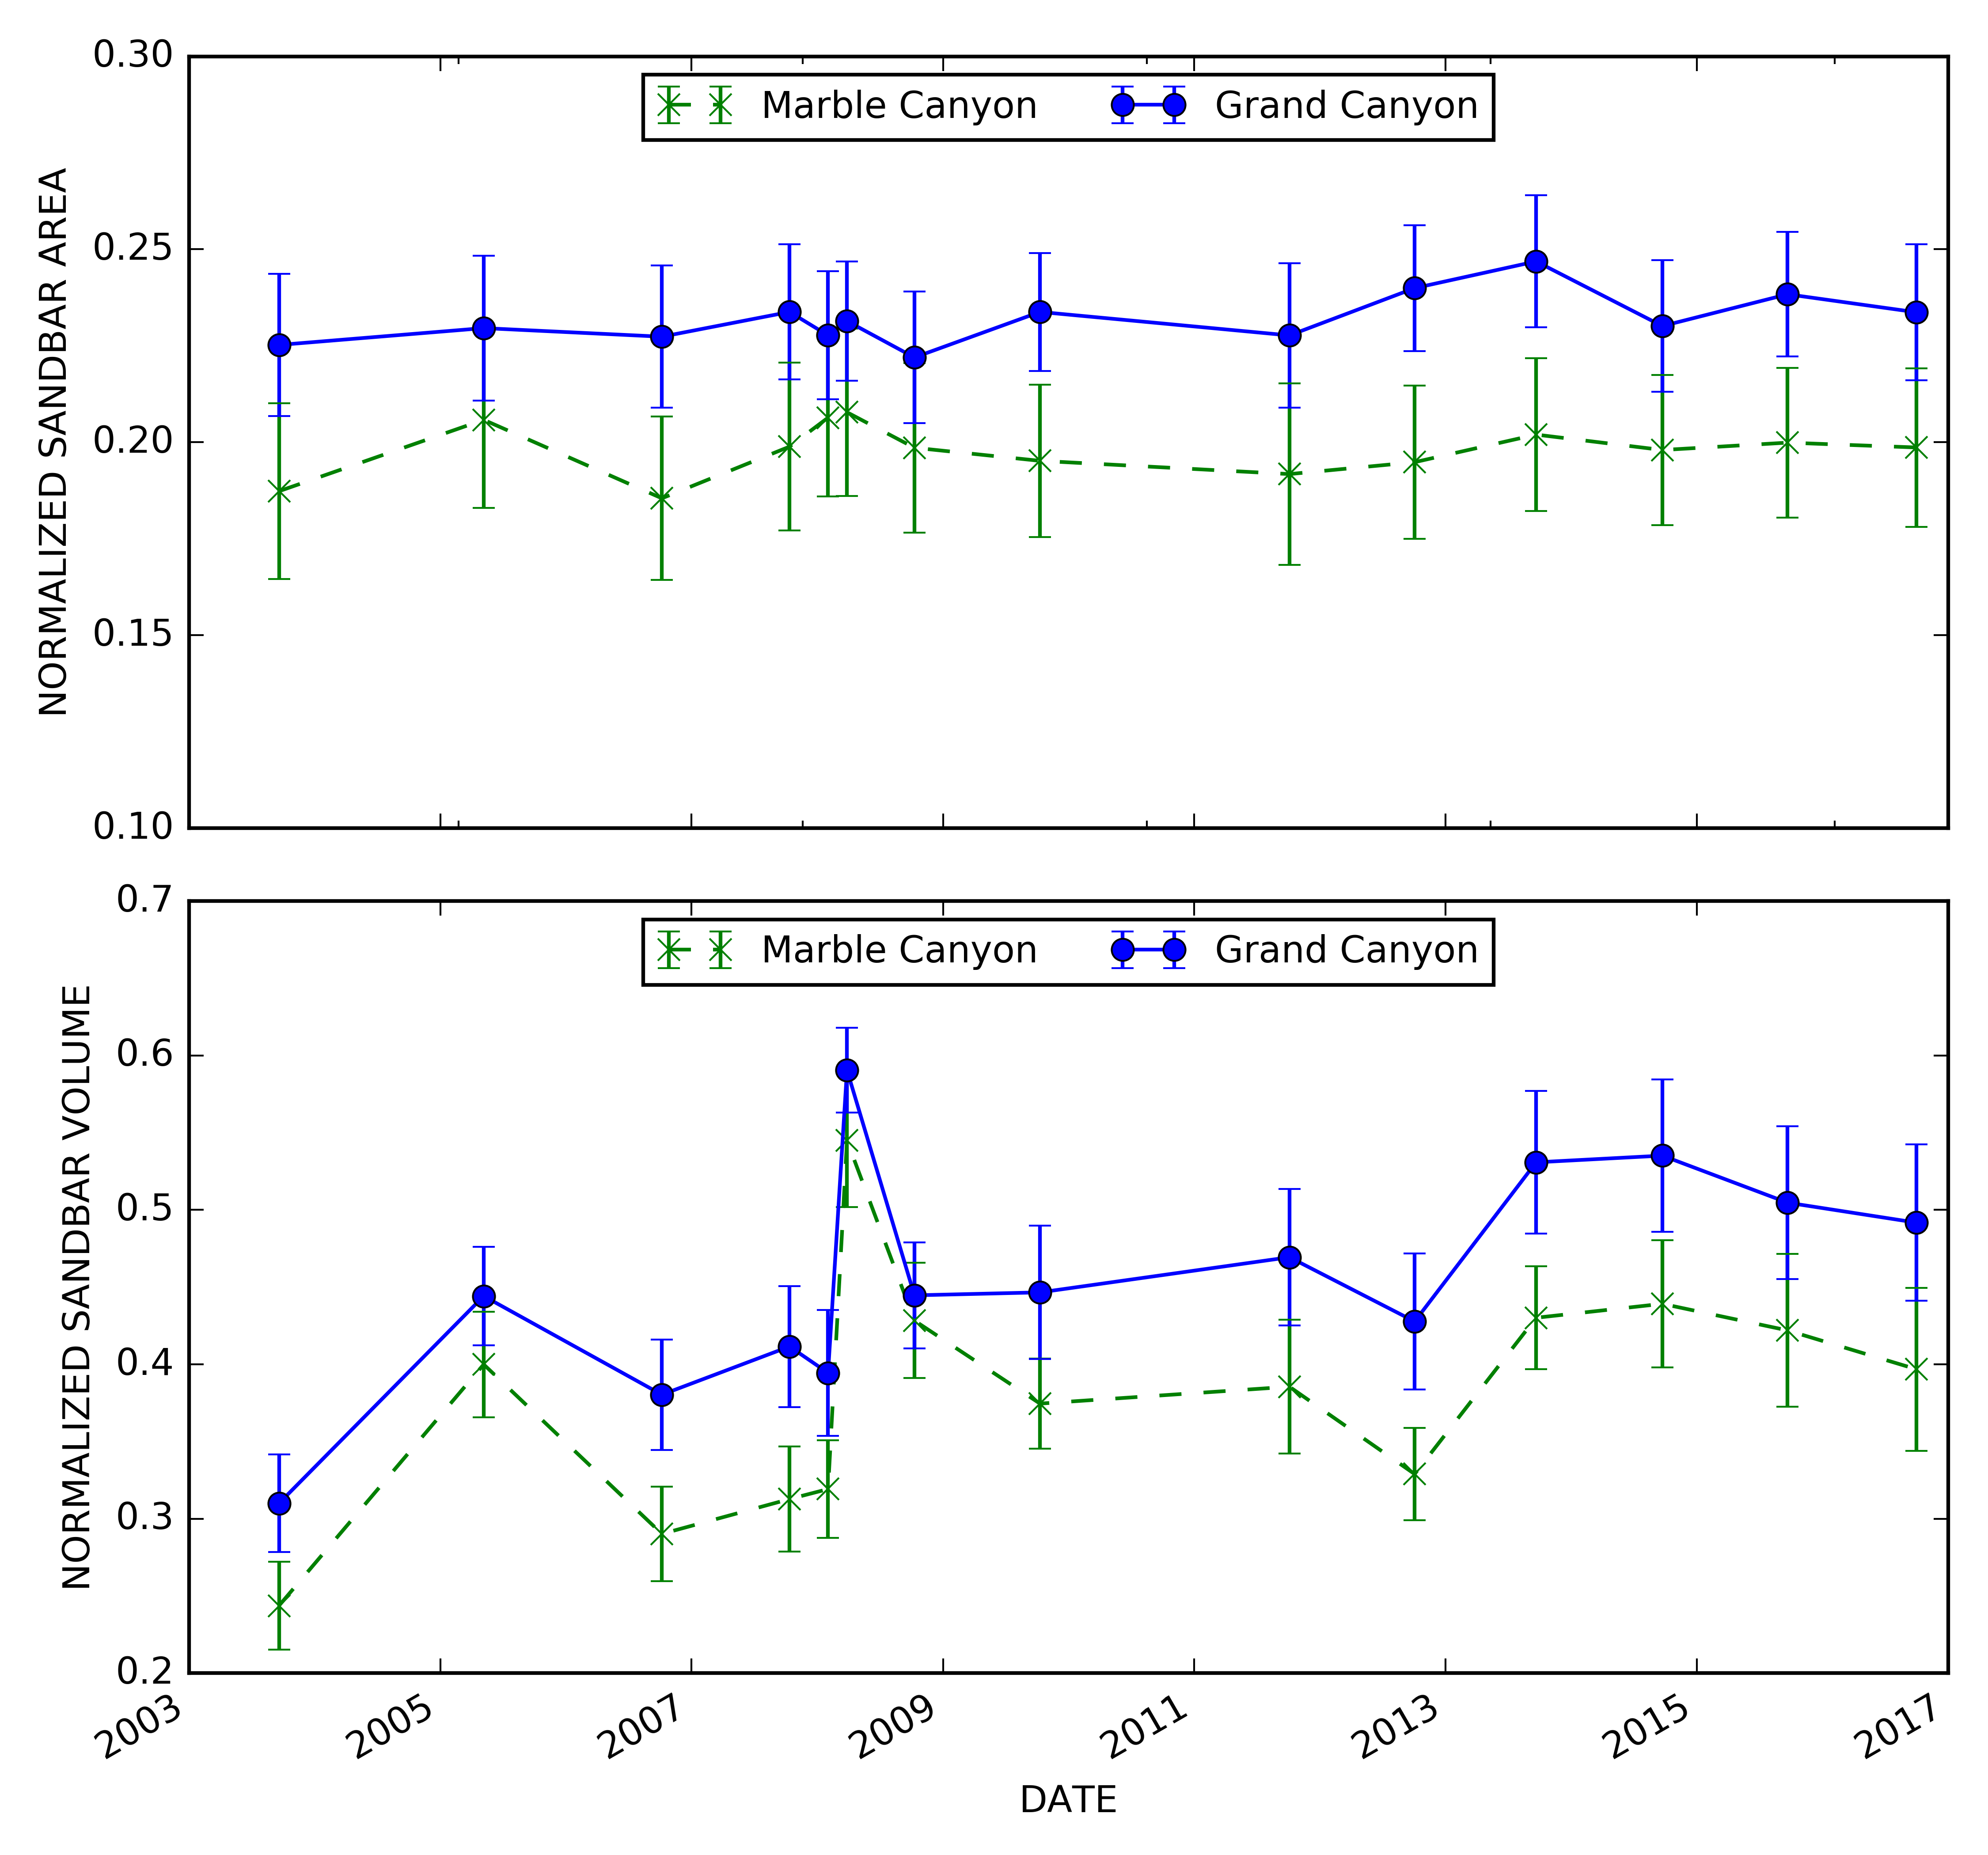 NORMALIZED SANDBAR AREA
0.30
0.25
0.20
0.15
0.10
Marble Canyon Grand Canyon
NORMALIZED SANDBAR VOLUME
0.7
0.6
0.5
0.4
0.3
0.2
Marble Canyon Grand Canyon
2003 2005 2007 2009 2011 2013 2015 2017
DATE